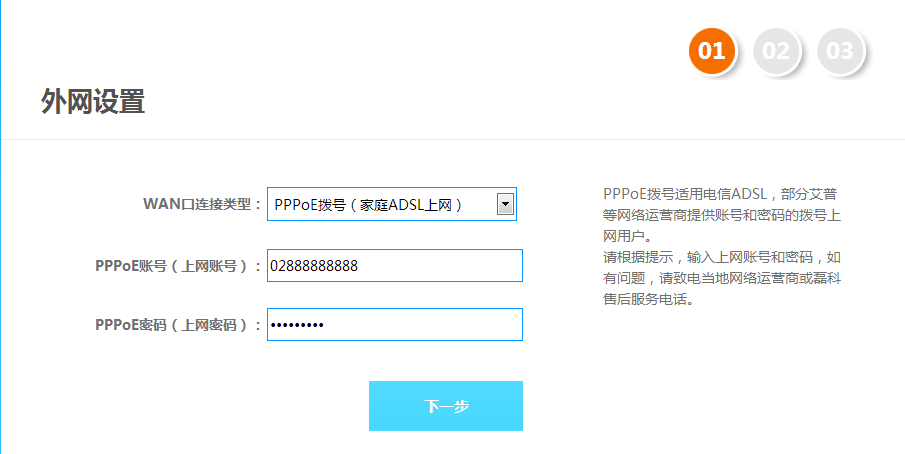 01 02 03
外网设置
WAN口连接类型： PPPoE拨号（家庭ADSL上网）
PPPoE账号（上网账号）： 02888888888
PPPoE密码（上网密码）： •••••••••
下一步
PPPoE拨号适用电信ADSL，部分艾普
等网络运营商提供账号和密码的拨号上
网用户。
请根据提示，输入上网账号和密码，如
有问题，请致电当地网络运营商或磊科
售后服务电话。